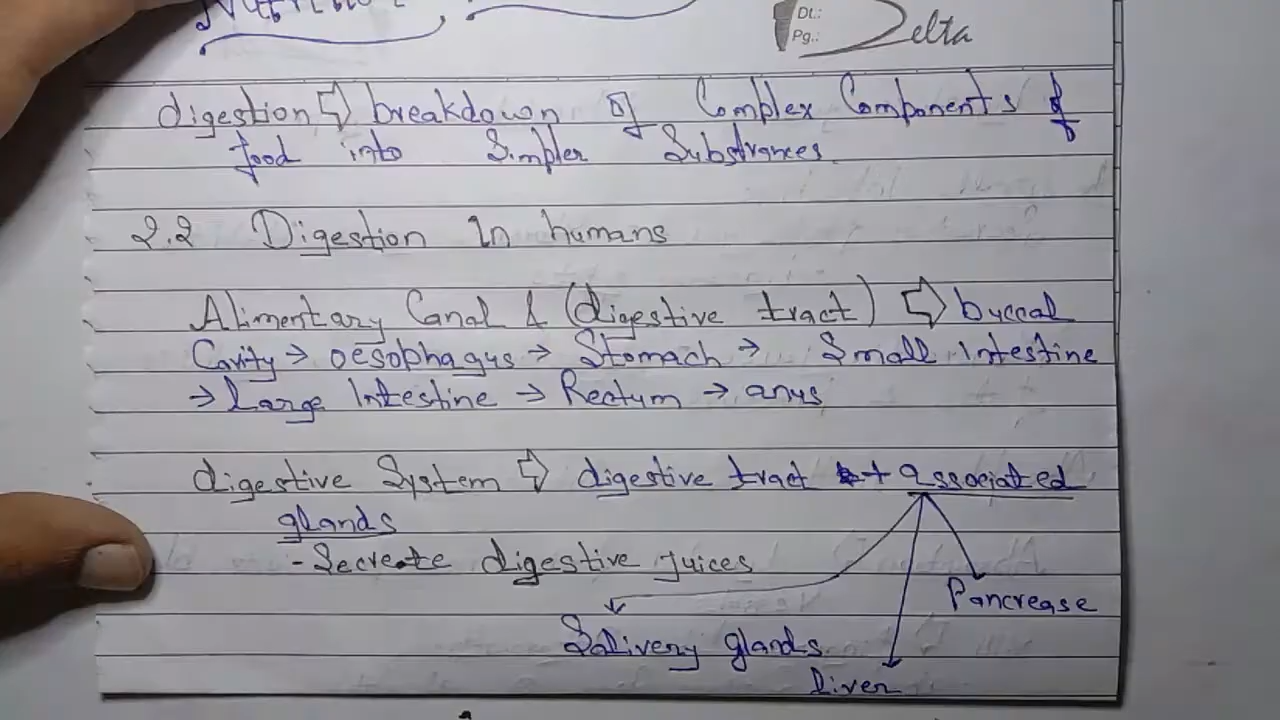 Dt.:
Pg.:
Delta
digestion ⇨ breakdown of Complex Components of
food into Simpler Substances
2.2 Digestion In humans
Alimentary Canal & (digestive tract) ⇨ buccal
Cavity → oesophagus → Stomach → Small Intestine
→ Large Intestine → Rectum → anus
digestive System ⇨ digestive tract + associated
glands
- Secreate digestive juices
Pancrease
Salivery glands
Liver